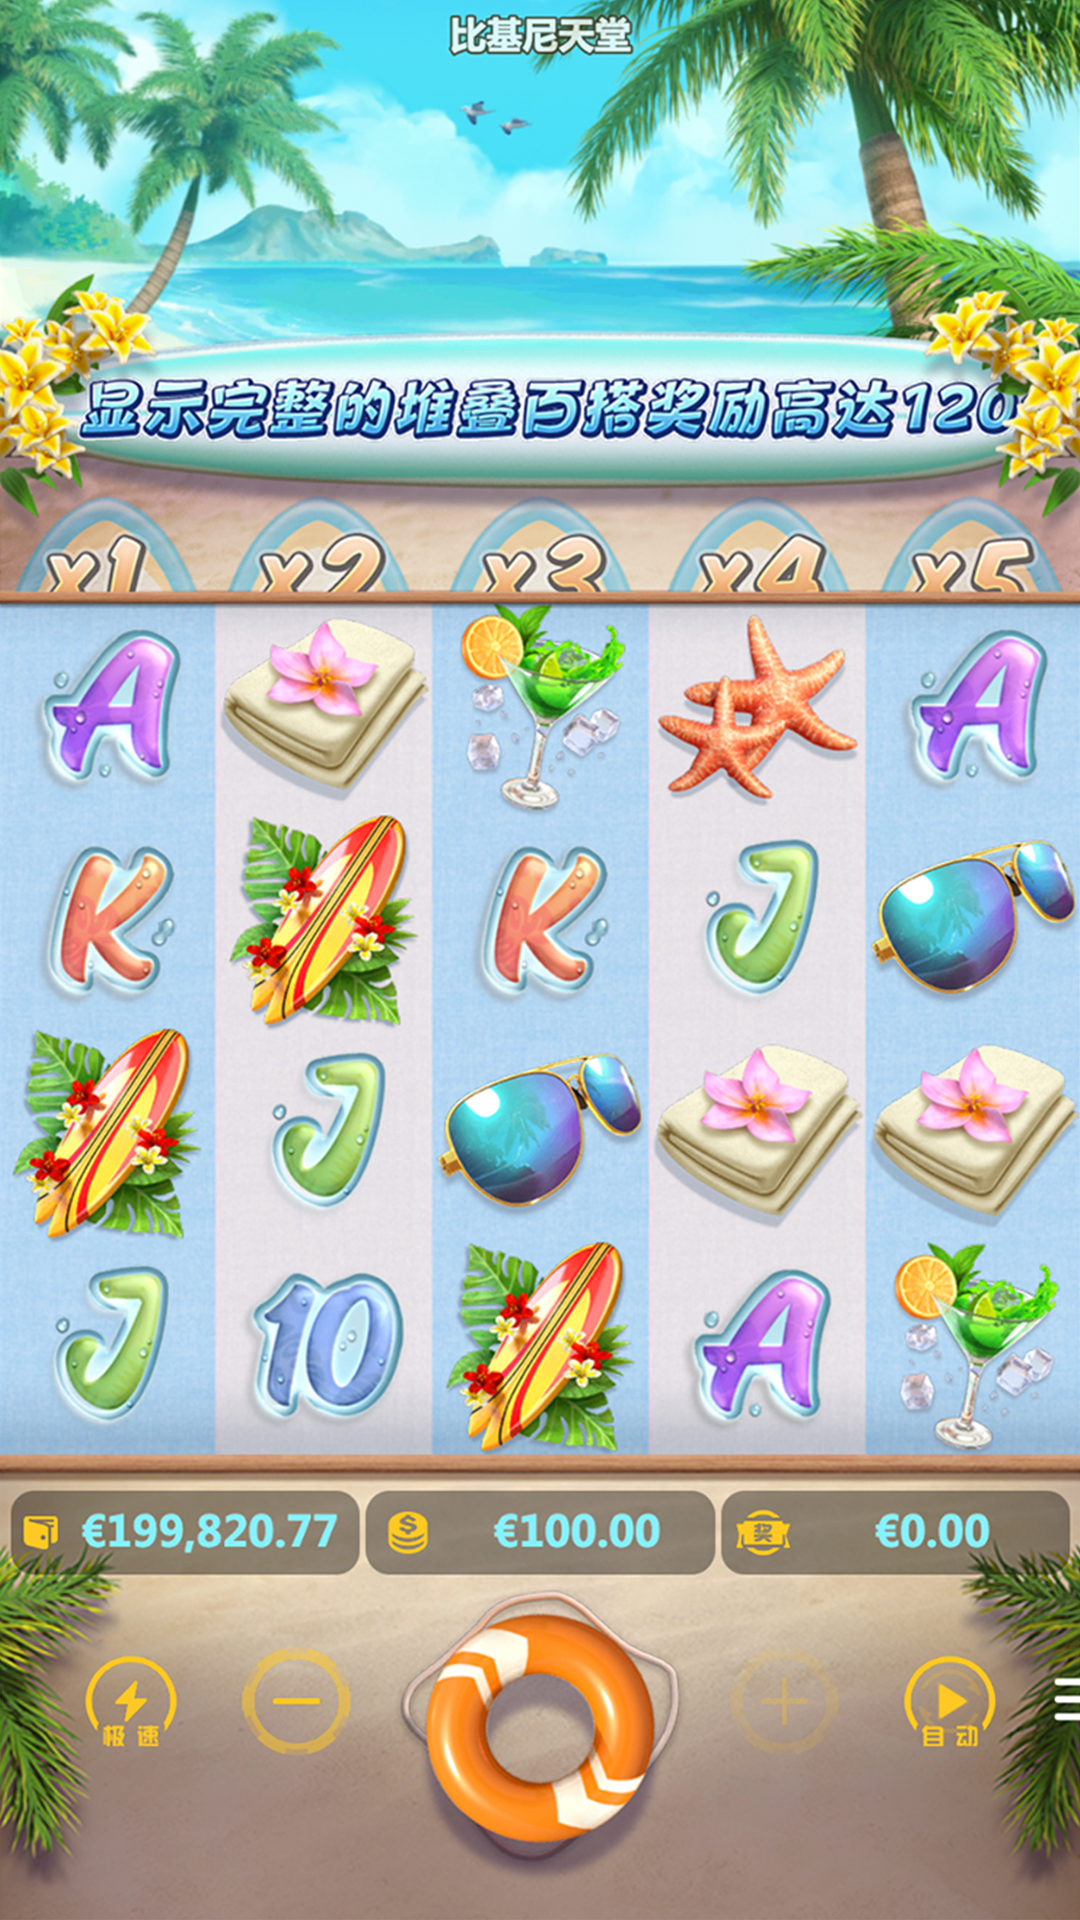 比基尼天堂
显示完整的堆叠百搭奖励高达120
x1 x2 x3 x4 x5
A A
K K J
J
J 10 A
€199,820.77 €100.00 奖 €0.00
极速 自动